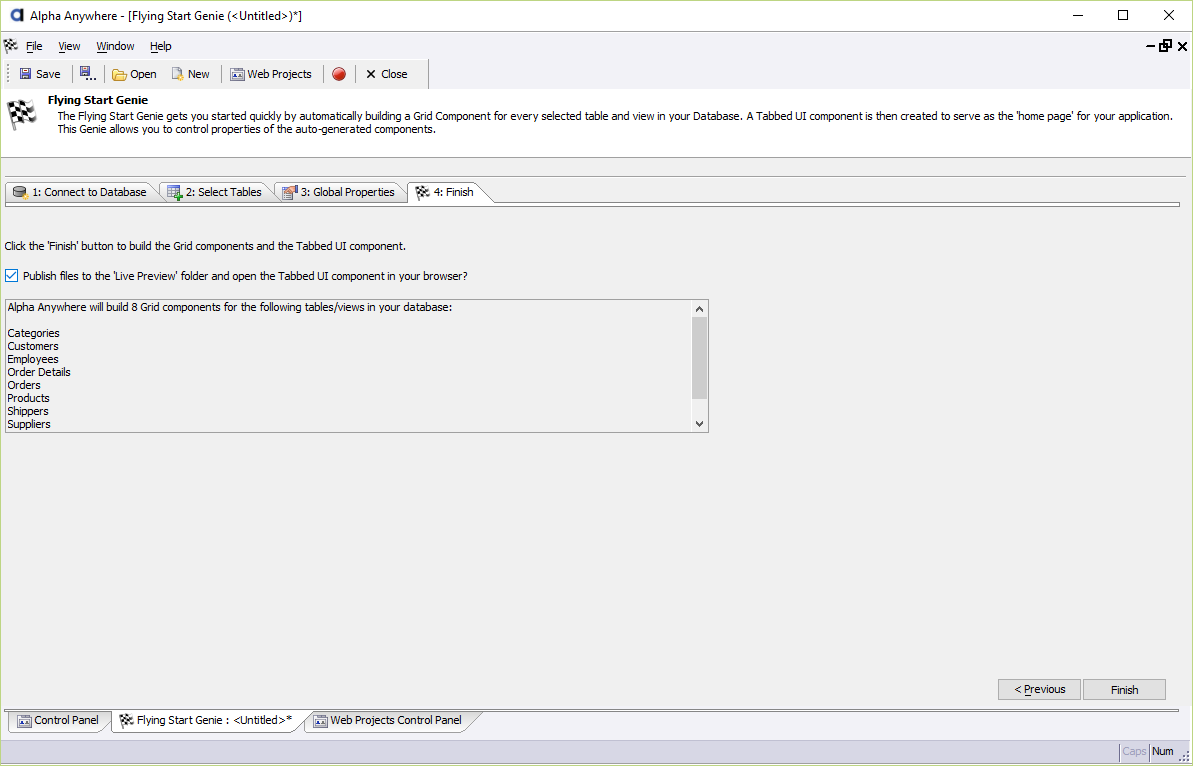 Alpha Anywhere - [Flying Start Genie (<Untitled>)*]
File View Window Help
Save Open New Web Projects Close
Flying Start Genie
The Flying Start Genie gets you started quickly by automatically building a Grid Component for every selected table and view in your Database. A Tabbed UI component is then created to serve as the 'home page' for your application.
This Genie allows you to control properties of the auto-generated components.
1: Connect to Database 2: Select Tables 3: Global Properties 4: Finish
Click the 'Finish' button to build the Grid components and the Tabbed UI component.
Publish files to the 'Live Preview' folder and open the Tabbed UI component in your browser?
Alpha Anywhere will build 8 Grid components for the following tables/views in your database:
Categories
Customers
Employees
Order Details
Orders
Products
Shippers
Suppliers
< Previous Finish
Control Panel Flying Start Genie : <Untitled>* Web Projects Control Panel
Caps Num